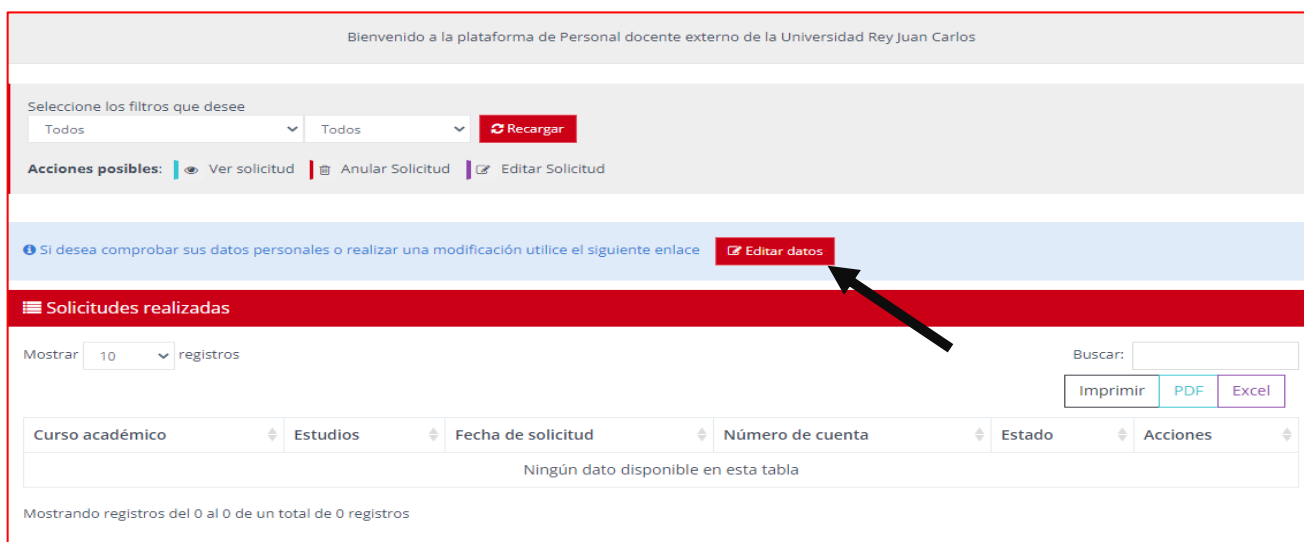 Bienvenido a la plataforma de Personal docente externo de la Universidad Rey Juan Carlos
Seleccione los filtros que desee
Todos Todos Recargar
Acciones posibles: Ver solicitud Anular Solicitud Editar Solicitud
Si desea comprobar sus datos personales o realizar una modificación utilice el siguiente enlace Editar datos
Solicitudes realizadas
Mostrar 10 registros Buscar:
Imprimir PDF Excel
Curso académico Estudios Fecha de solicitud Número de cuenta Estado Acciones
Ningún dato disponible en esta tabla
Mostrando registros del 0 al 0 de un total de 0 registros